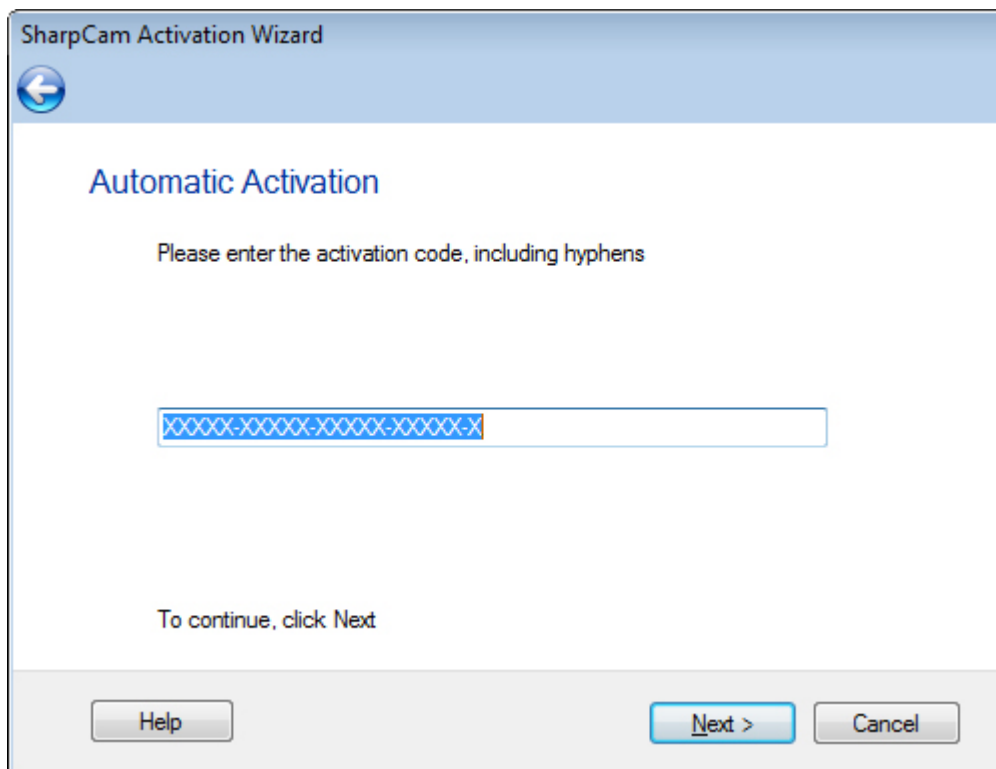 SharpCam Activation Wizard
Automatic Activation
Please enter the activation code, including hyphens
XXXXX-XXXXX-XXXXX-XXXXX-X
To continue, click Next
Help
Next >
Cancel